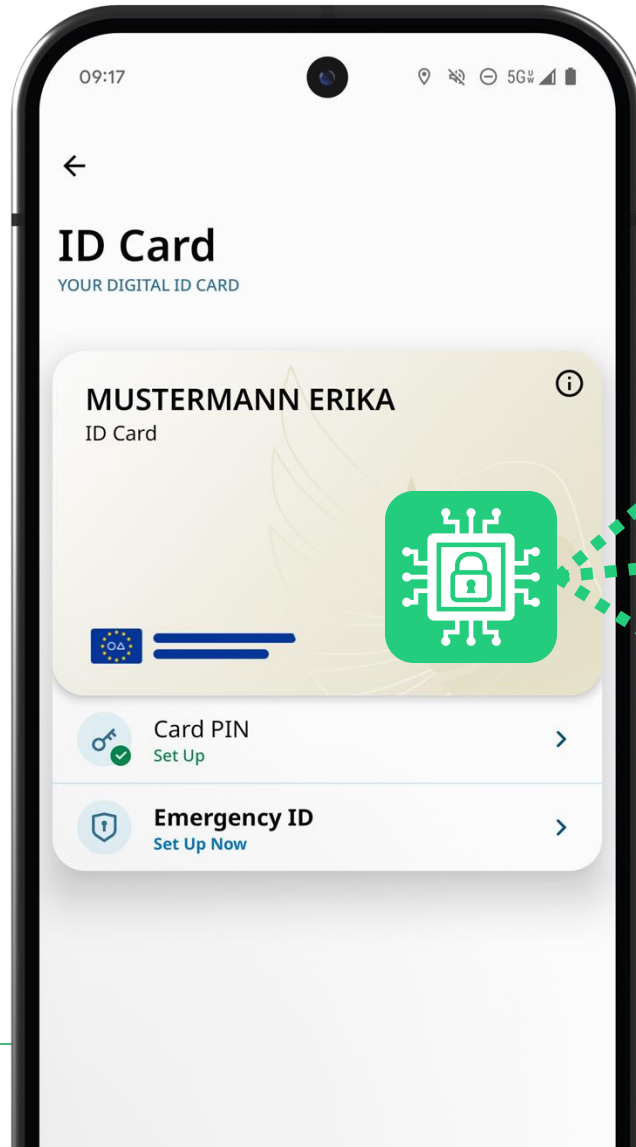 09:17
5G UW
ID Card
YOUR DIGITAL ID CARD
MUSTERMANN ERIKA
ID Card
Card PIN
Set Up
Emergency ID
Set Up Now